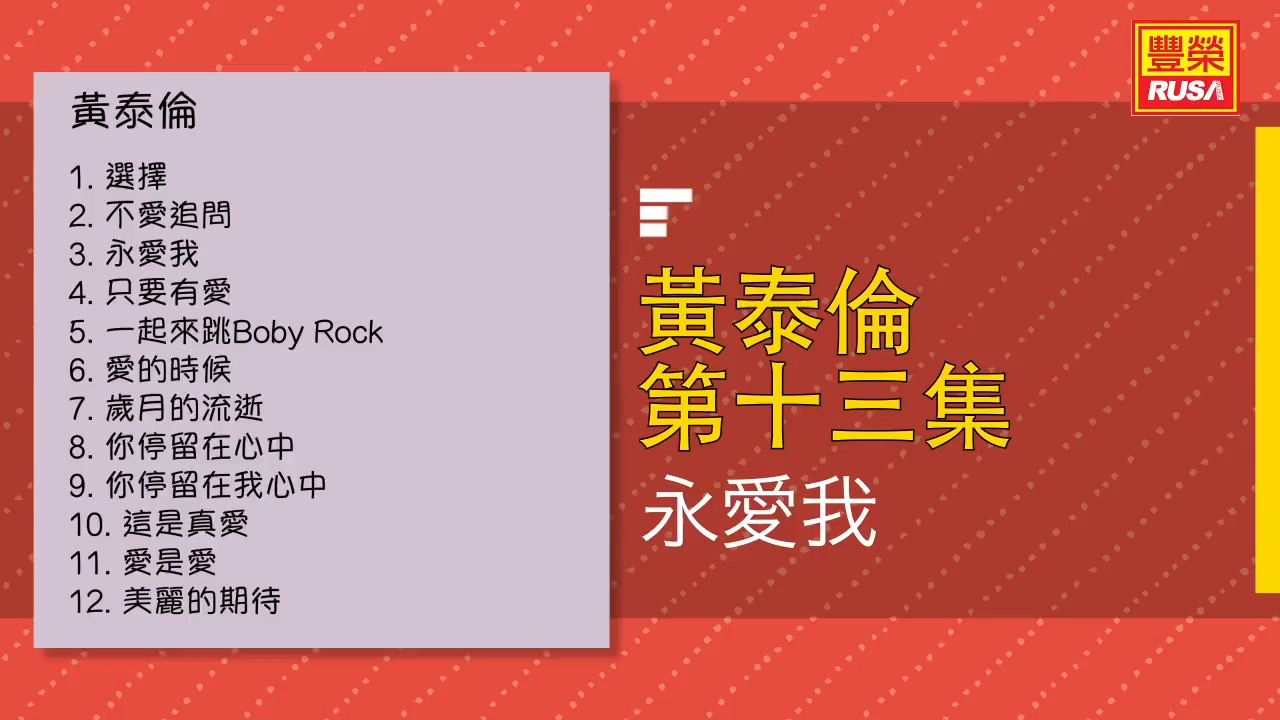 黃泰倫
1. 選擇
2. 不愛追問
3. 永愛我
4. 只要有愛
5. 一起來跳Boby Rock
6. 愛的時候
7. 歲月的流逝
8. 你停留在心中
9. 你停留在我心中
10. 這是真愛
11. 愛是愛
12. 美麗的期待
豐榮
RUSA
黃泰倫
第十三集
永愛我